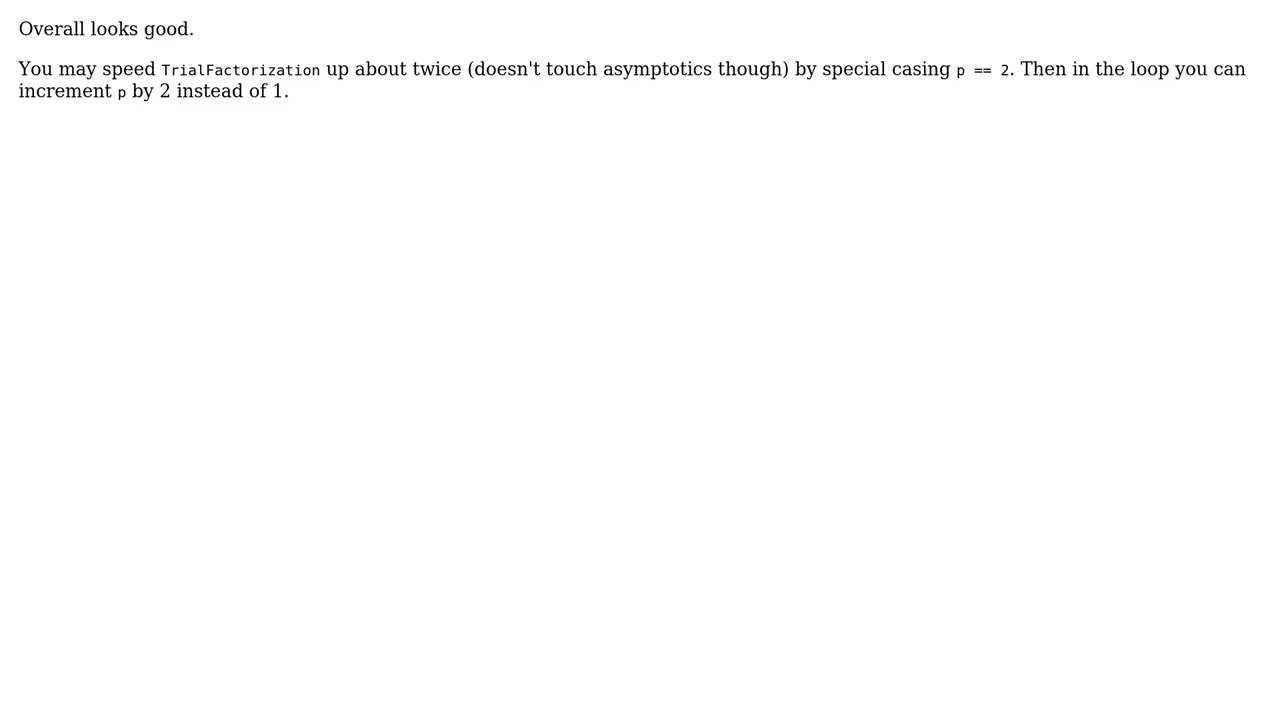 Overall looks good.
You may speed TrialFactorization up about twice (doesn't touch asymptotics though) by special casing p == 2. Then in the loop you can
increment p by 2 instead of 1.